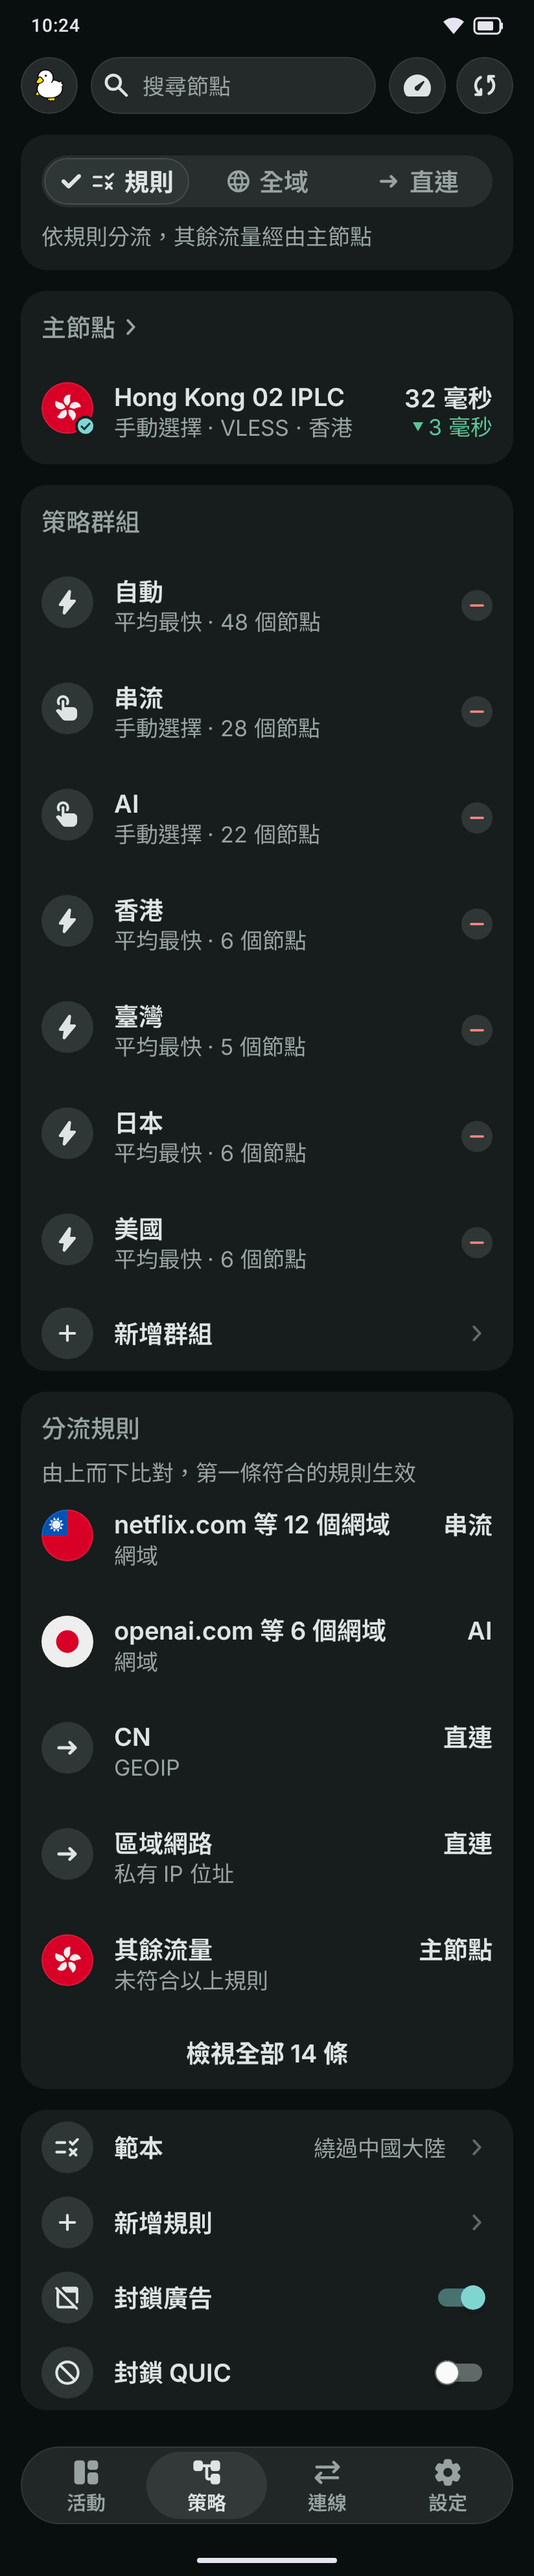 10:24
搜尋節點
規則
全域
直連
依規則分流，其餘流量經由主節點
主節點
Hong Kong 02 IPLC
32 毫秒
手動選擇 · VLESS · 香港
▼3 毫秒
策略群組
自動
平均最快 · 48 個節點
串流
手動選擇 · 28 個節點
AI
手動選擇 · 22 個節點
香港
平均最快 · 6 個節點
臺灣
平均最快 · 5 個節點
日本
平均最快 · 6 個節點
美國
平均最快 · 6 個節點
新增群組
分流規則
由上而下比對，第一條符合的規則生效
netflix.com 等 12 個網域
串流
網域
openai.com 等 6 個網域
AI
網域
CN
直連
GEOIP
區域網路
直連
私有 IP 位址
其餘流量
主節點
未符合以上規則
檢視全部 14 條
範本
繞過中國大陸
新增規則
封鎖廣告
封鎖 QUIC
活動
策略
連線
設定